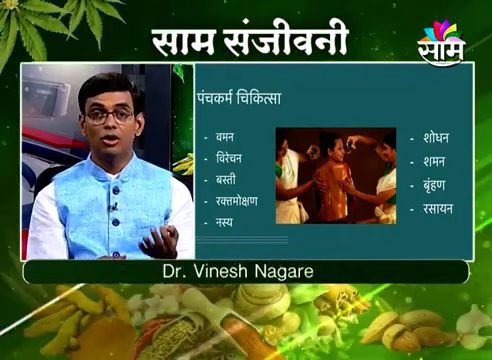 साम संजीवनी
साम
पंचकर्म चिकित्सा
- वमन
- विरेचन
- बस्ती
- रक्तमोक्षण
- नस्य
- शोधन
- शमन
- बृंहण
- रसायन
Dr. Vinesh Nagare